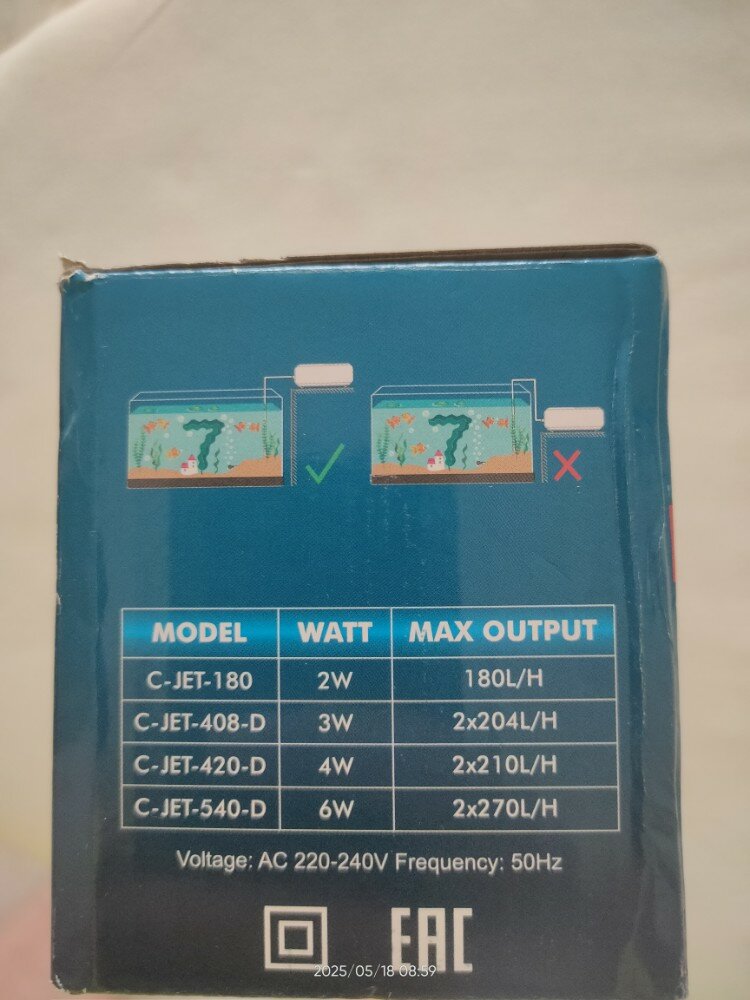 MODEL WATT MAX OUTPUT
C-JET-180 2W 180L/H
C-JET-408-D 3W 2x204L/H
C-JET-420-D 4W 2x210L/H
C-JET-540-D 6W 2x270L/H
Voltage: AC 220-240V Frequency: 50Hz
EAC
2025/05/18 08:59